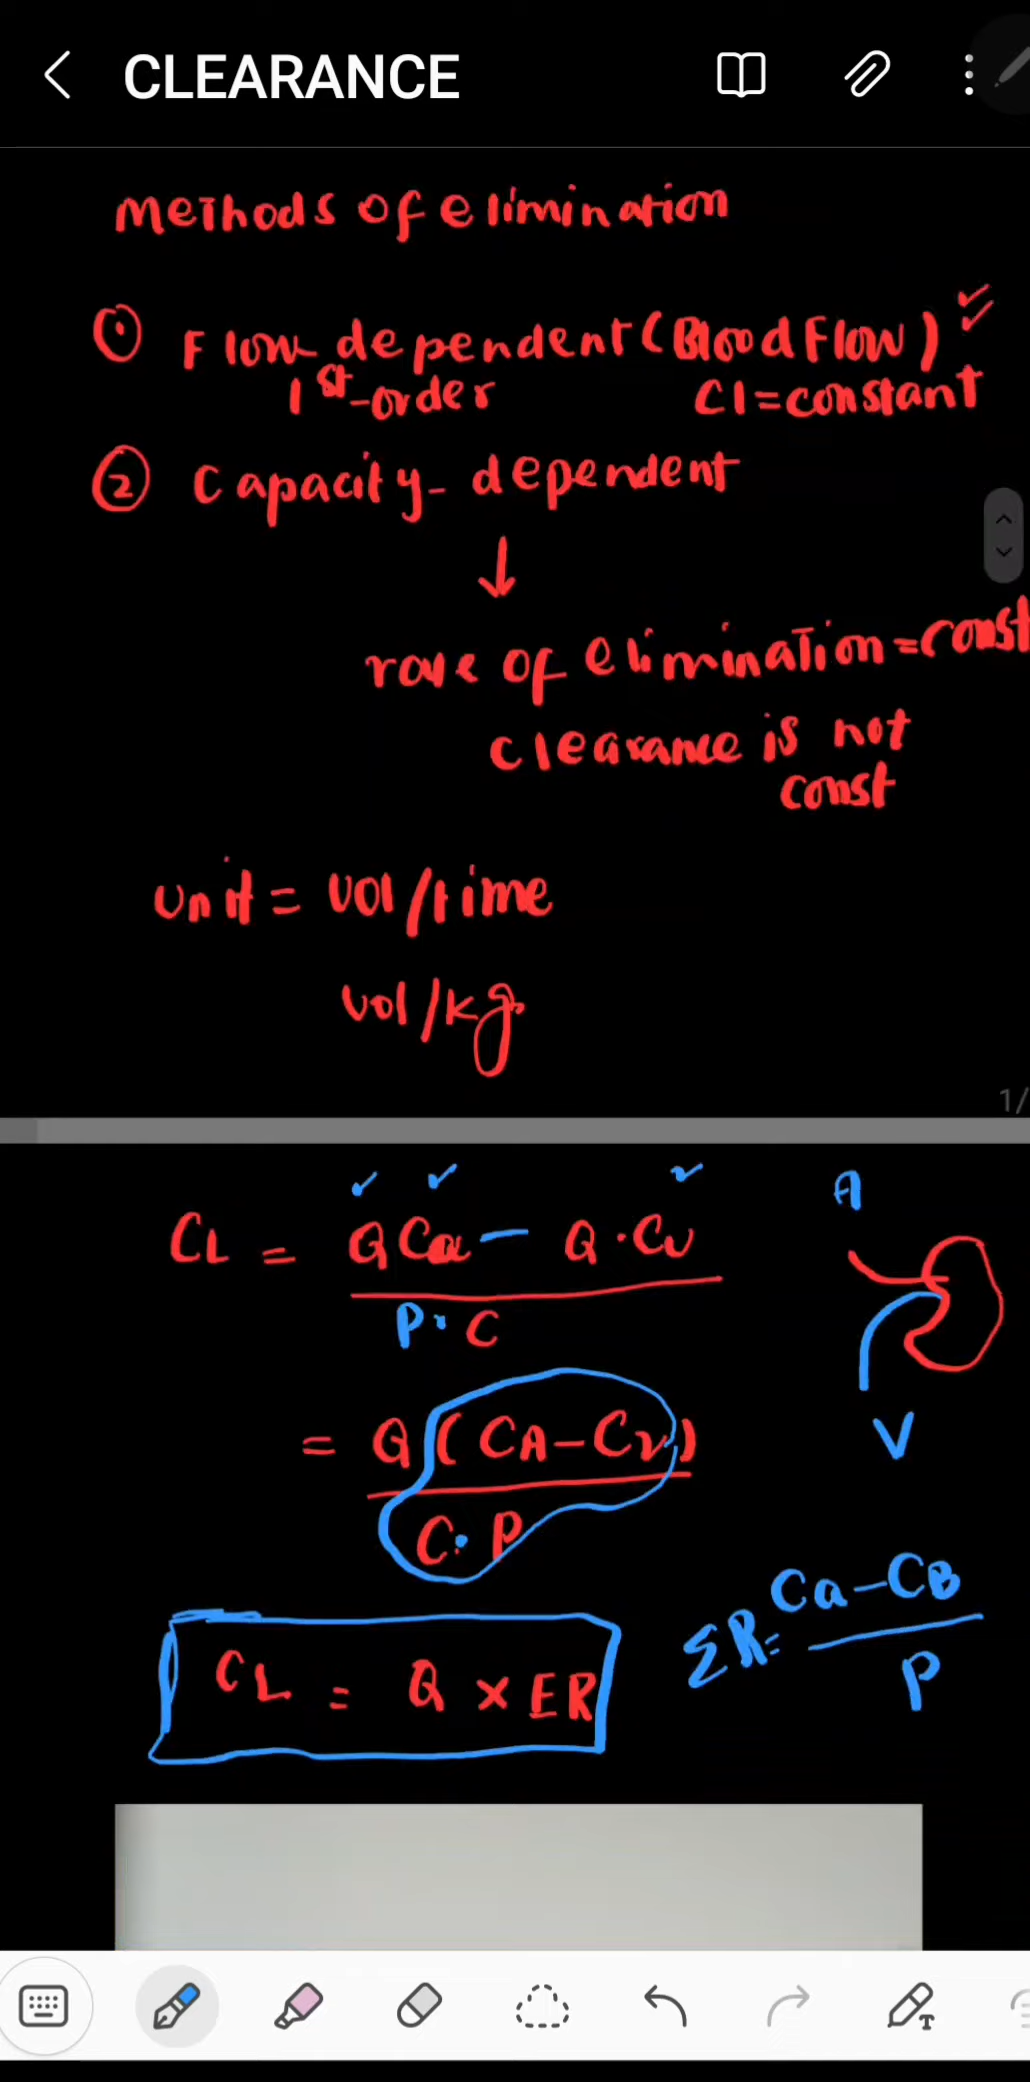 CLEARANCE
Methods of elimination
① Flow-dependent (Blood Flow)
1st-order Cl=constant
② Capacity-dependent
rate of elimination=const
clearance is not
const
Unit = vol/time
vol/kg
1/
CL = QCa - Q·Cv
P·C
A
= Q(CA-Cv)
C·P
V
CL = Q × ER
ER= Ca-CB
P
T